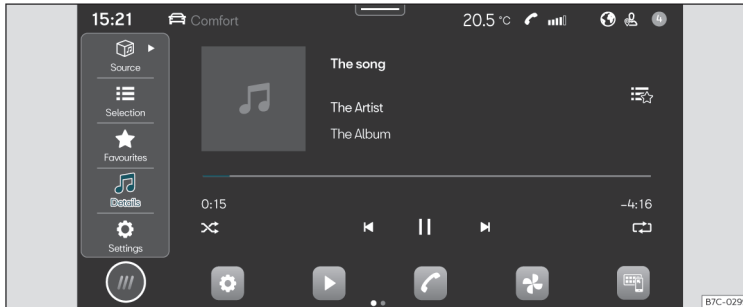 15:21 Comfort 20.5 °C 4
Source
The song
Selection
The Artist
The Album
Favourites
Details
0:15 -4:16
Settings
B7C-029